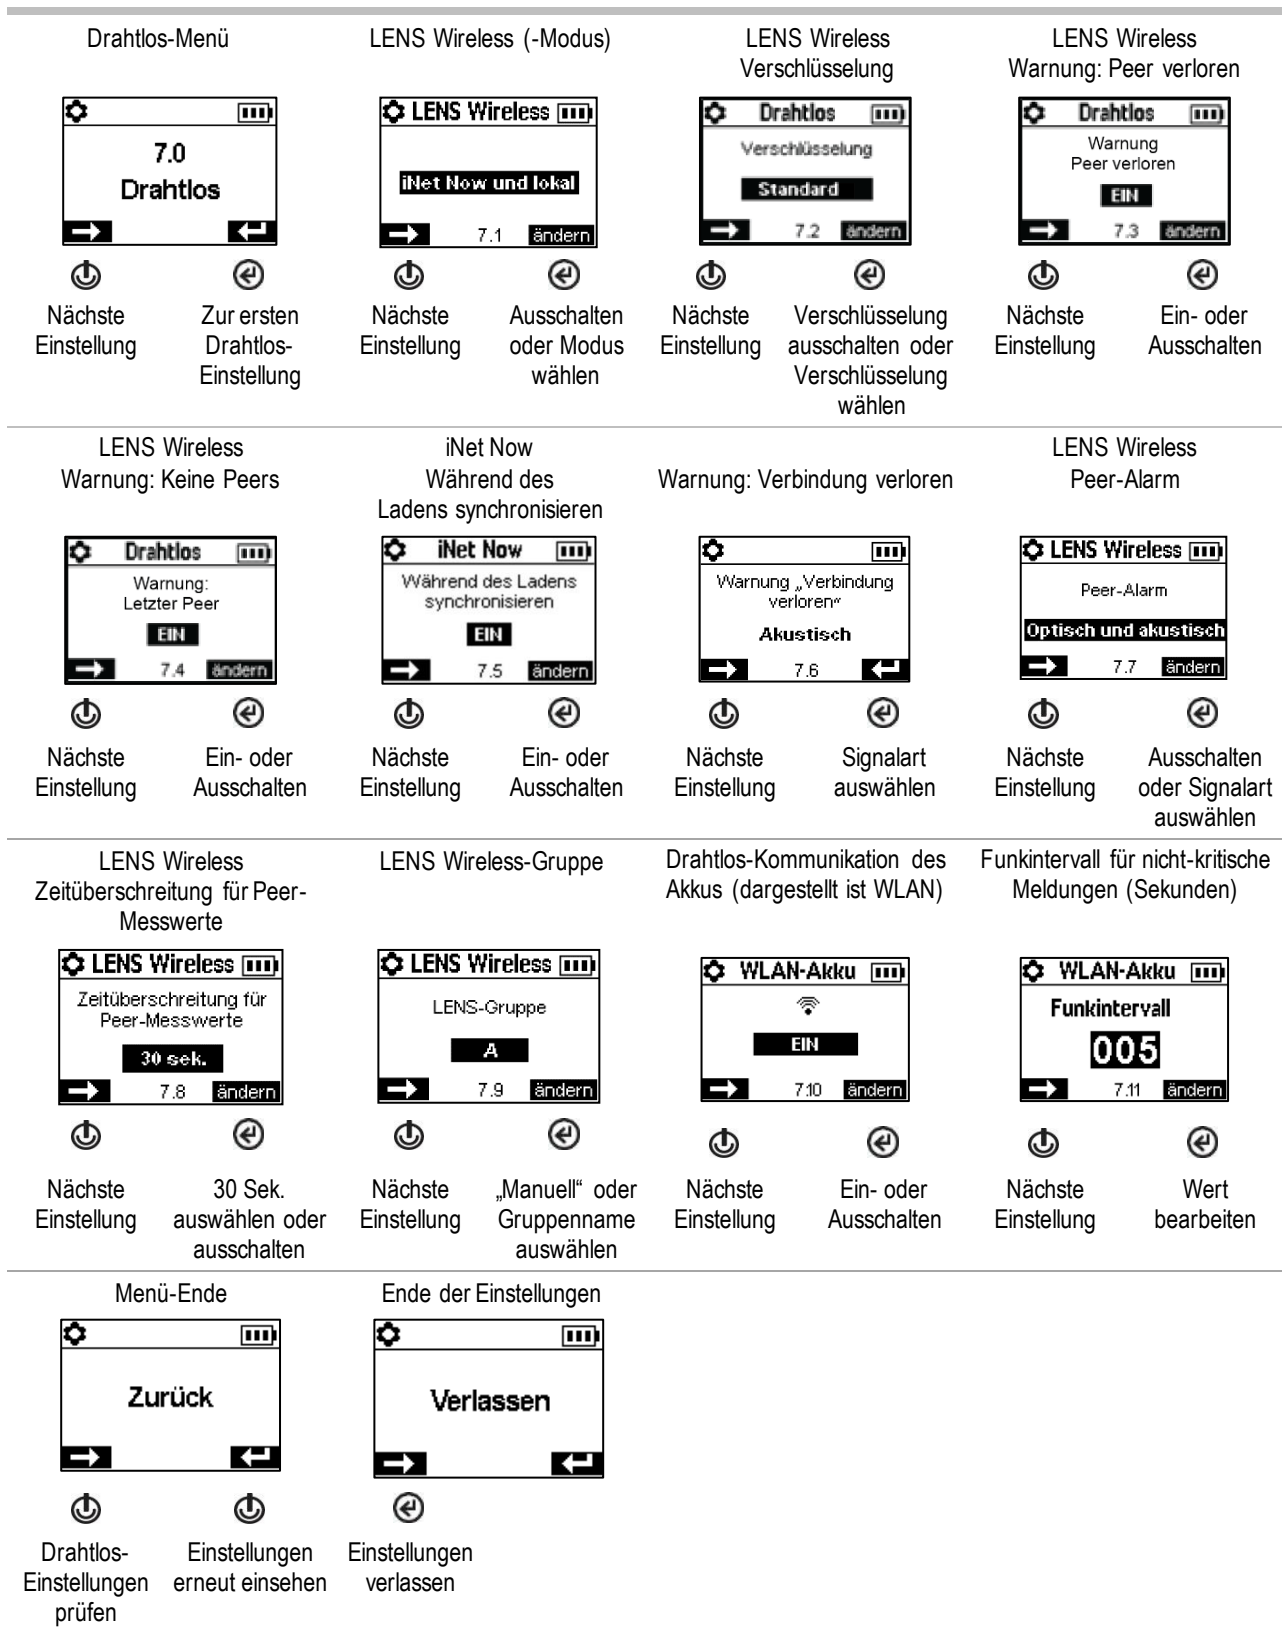 Drahtlos-Menü
7.0
Drahtlos
Nächste
Einstellung
Zur ersten
Drahtlos-
Einstellung
LENS Wireless (-Modus)
LENS Wireless
iNet Now und lokal
7.1 ändern
Nächste
Einstellung
Ausschalten
oder Modus
wählen
LENS Wireless
Verschlüsselung
Drahtlos
Verschlüsselung
Standard
7.2 ändern
Nächste
Einstellung
Verschlüsselung
ausschalten oder
Verschlüsselung
wählen
LENS Wireless
Warnung: Peer verloren
Drahtlos
Warnung
Peer verloren
EIN
7.3 ändern
Nächste
Einstellung
Ein- oder
Ausschalten
LENS Wireless
Warnung: Keine Peers
Drahtlos
Warnung:
Letzter Peer
EIN
7.4 ändern
Nächste
Einstellung
Ein- oder
Ausschalten
iNet Now
Während des
Ladens synchronisieren
iNet Now
Während des Ladens
synchronisieren
EIN
7.5 ändern
Nächste
Einstellung
Ein- oder
Ausschalten
Warnung: Verbindung verloren
Warnung „Verbindung
verloren“
Akustisch
7.6
Nächste
Einstellung
Signalart
auswählen
LENS Wireless
Peer-Alarm
LENS Wireless
Peer-Alarm
Optisch und akustisch
7.7 ändern
Nächste
Einstellung
Ausschalten
oder Signalart
auswählen
LENS Wireless
Zeitüberschreitung für Peer-
Messwerte
LENS Wireless
Zeitüberschreitung für
Peer-Messwerte
30 sek.
7.8 ändern
Nächste
Einstellung
30 Sek.
auswählen oder
ausschalten
LENS Wireless-Gruppe
LENS Wireless
LENS-Gruppe
A
7.9 ändern
Nächste
Einstellung
„Manuell“ oder
Gruppenname
auswählen
Drahtlos-Kommunikation des
Akkus (dargestellt ist WLAN)
WLAN-Akku
EIN
7.10 ändern
Nächste
Einstellung
Ein- oder
Ausschalten
Funkintervall für nicht-kritische
Meldungen (Sekunden)
WLAN-Akku
Funkintervall
005
7.11 ändern
Nächste
Einstellung
Wert
bearbeiten
Menü-Ende
Zurück
Drahtlos-
Einstellungen
prüfen
Einstellungen
erneut einsehen
Ende der Einstellungen
Verlassen
Einstellungen
verlassen